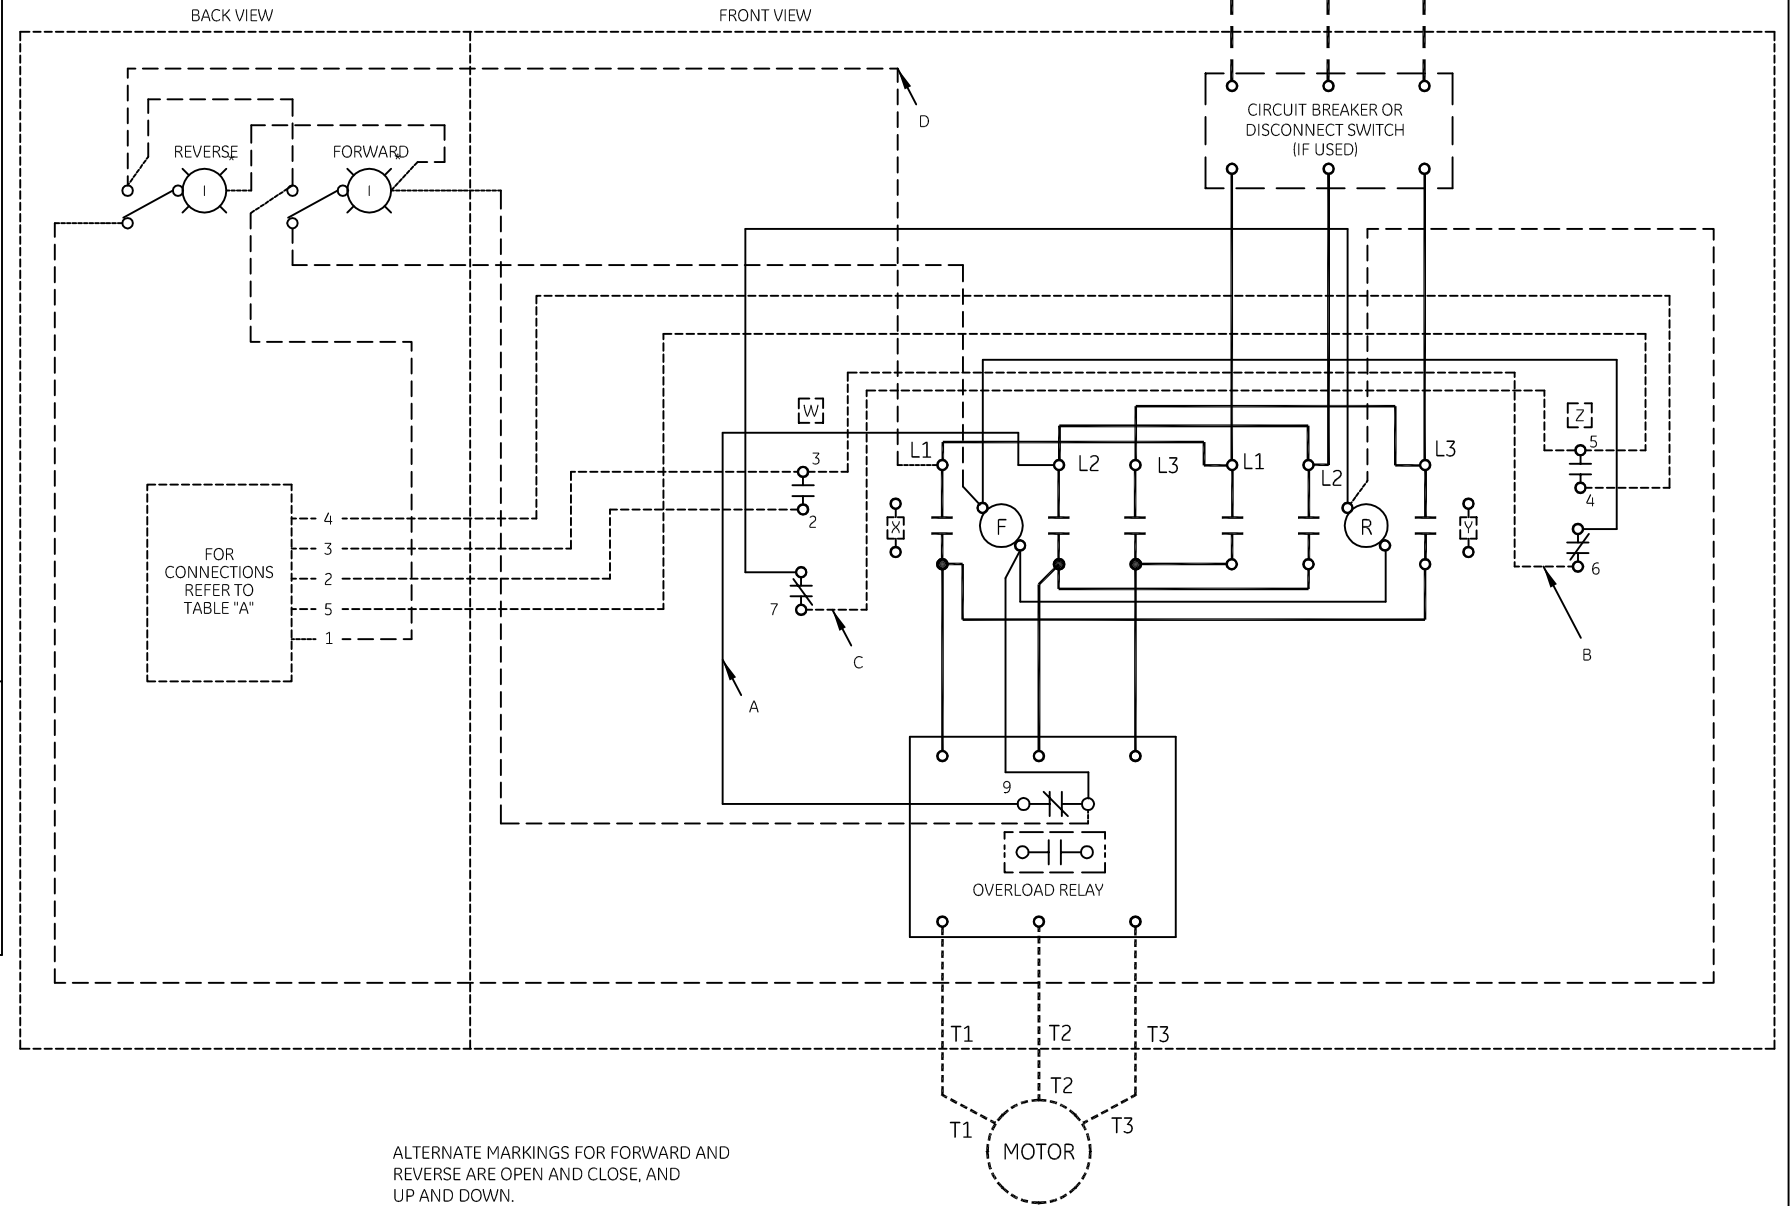 BACK VIEW
FRONT VIEW
CIRCUIT BREAKER OR
DISCONNECT SWITCH
(IF USED)
D
REVERSE
*
FORWARD
*
I
I
W
Z
3
2
5
4
L1
L2
L3
L1
L2
L3
X
F
R
Y
6
7
C
B
A
FOR
CONNECTIONS
REFER TO
TABLE "A"
4
3
2
5
1
9
OVERLOAD RELAY
T1
T2
T3
T2
T1
T3
MOTOR
ALTERNATE MARKINGS FOR FORWARD AND
REVERSE ARE OPEN AND CLOSE, AND
UP AND DOWN.